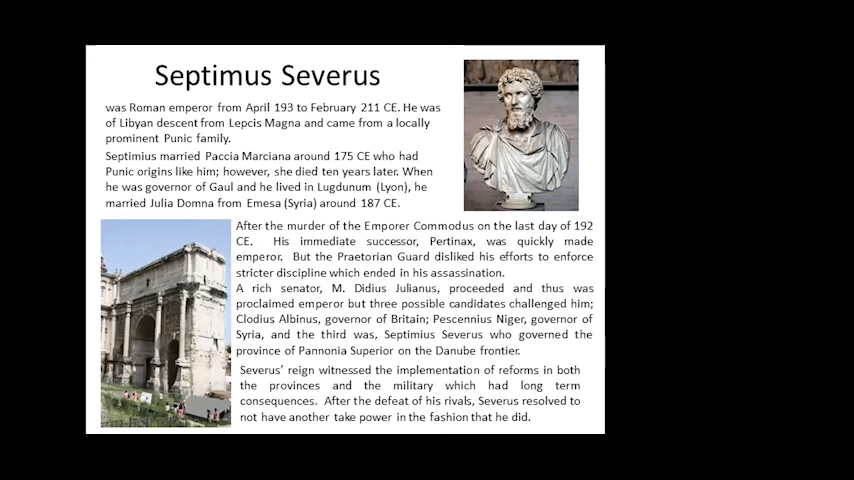 Septimus Severus
was Roman emperor from April 193 to February 211 CE. He was
of Libyan descent from Lepcis Magna and came from a locally
prominent Punic family.
Septimius married Paccia Marciana around 175 CE who had
Punic origins like him; however, she died ten years later. When
he was governor of Gaul and he lived in Lugdunum (Lyon), he
married Julia Domna from Emesa (Syria) around 187 CE.
After the murder of the Emporer Commodus on the last day of 192
CE. His immediate successor, Pertinax, was quickly made
emperor. But the Praetorian Guard disliked his efforts to enforce
stricter discipline which ended in his assassination.
A rich senator, M. Didius Julianus, proceeded and thus was
proclaimed emperor but three possible candidates challenged him;
Clodius Albinus, governor of Britain; Pescennius Niger, governor of
Syria, and the third was, Septimius Severus who governed the
province of Pannonia Superior on the Danube frontier.
Severus’ reign witnessed the implementation of reforms in both
the provinces and the military which had long term
consequences. After the defeat of his rivals, Severus resolved to
not have another take power in the fashion that he did.